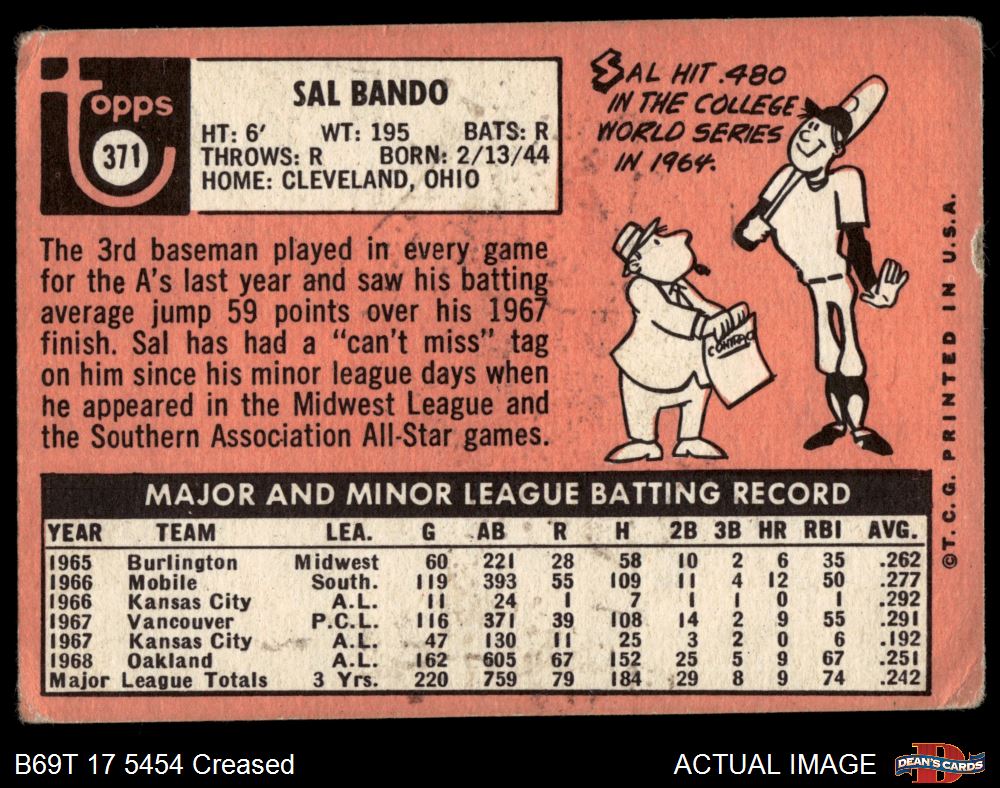 Topps
371
SAL BANDO
HT: 6' WT: 195 BATS: R
THROWS: R BORN: 2/13/44
HOME: CLEVELAND, OHIO
SAL HIT .480
IN THE COLLEGE
WORLD SERIES
IN 1964.
CONTRAC
The 3rd baseman played in every game
for the A's last year and saw his batting
average jump 59 points over his 1967
finish. Sal has had a "can't miss" tag
on him since his minor league days when
he appeared in the Midwest League and
the Southern Association All-Star games.
MAJOR AND MINOR LEAGUE BATTING RECORD
YEAR TEAM LEA. G AB R H 2B 3B HR RBI AVG.
1965 Burlington Midwest 60 221 28 58 10 2 6 35 .262
1966 Mobile South. 119 393 55 109 11 4 12 50 .277
1966 Kansas City A.L. 11 24 1 7 1 1 0 1 .292
1967 Vancouver P.C.L. 116 371 39 108 14 2 9 55 .291
1967 Kansas City A.L. 47 130 11 25 3 2 0 6 .192
1968 Oakland A.L. 162 605 67 152 25 5 9 67 .251
Major League Totals 3 Yrs. 220 759 79 184 29 8 9 74 .242
©T. C. G. PRINTED IN U.S.A.
B69T 17 5454 Creased
ACTUAL IMAGE
D
DEAN'S CARDS